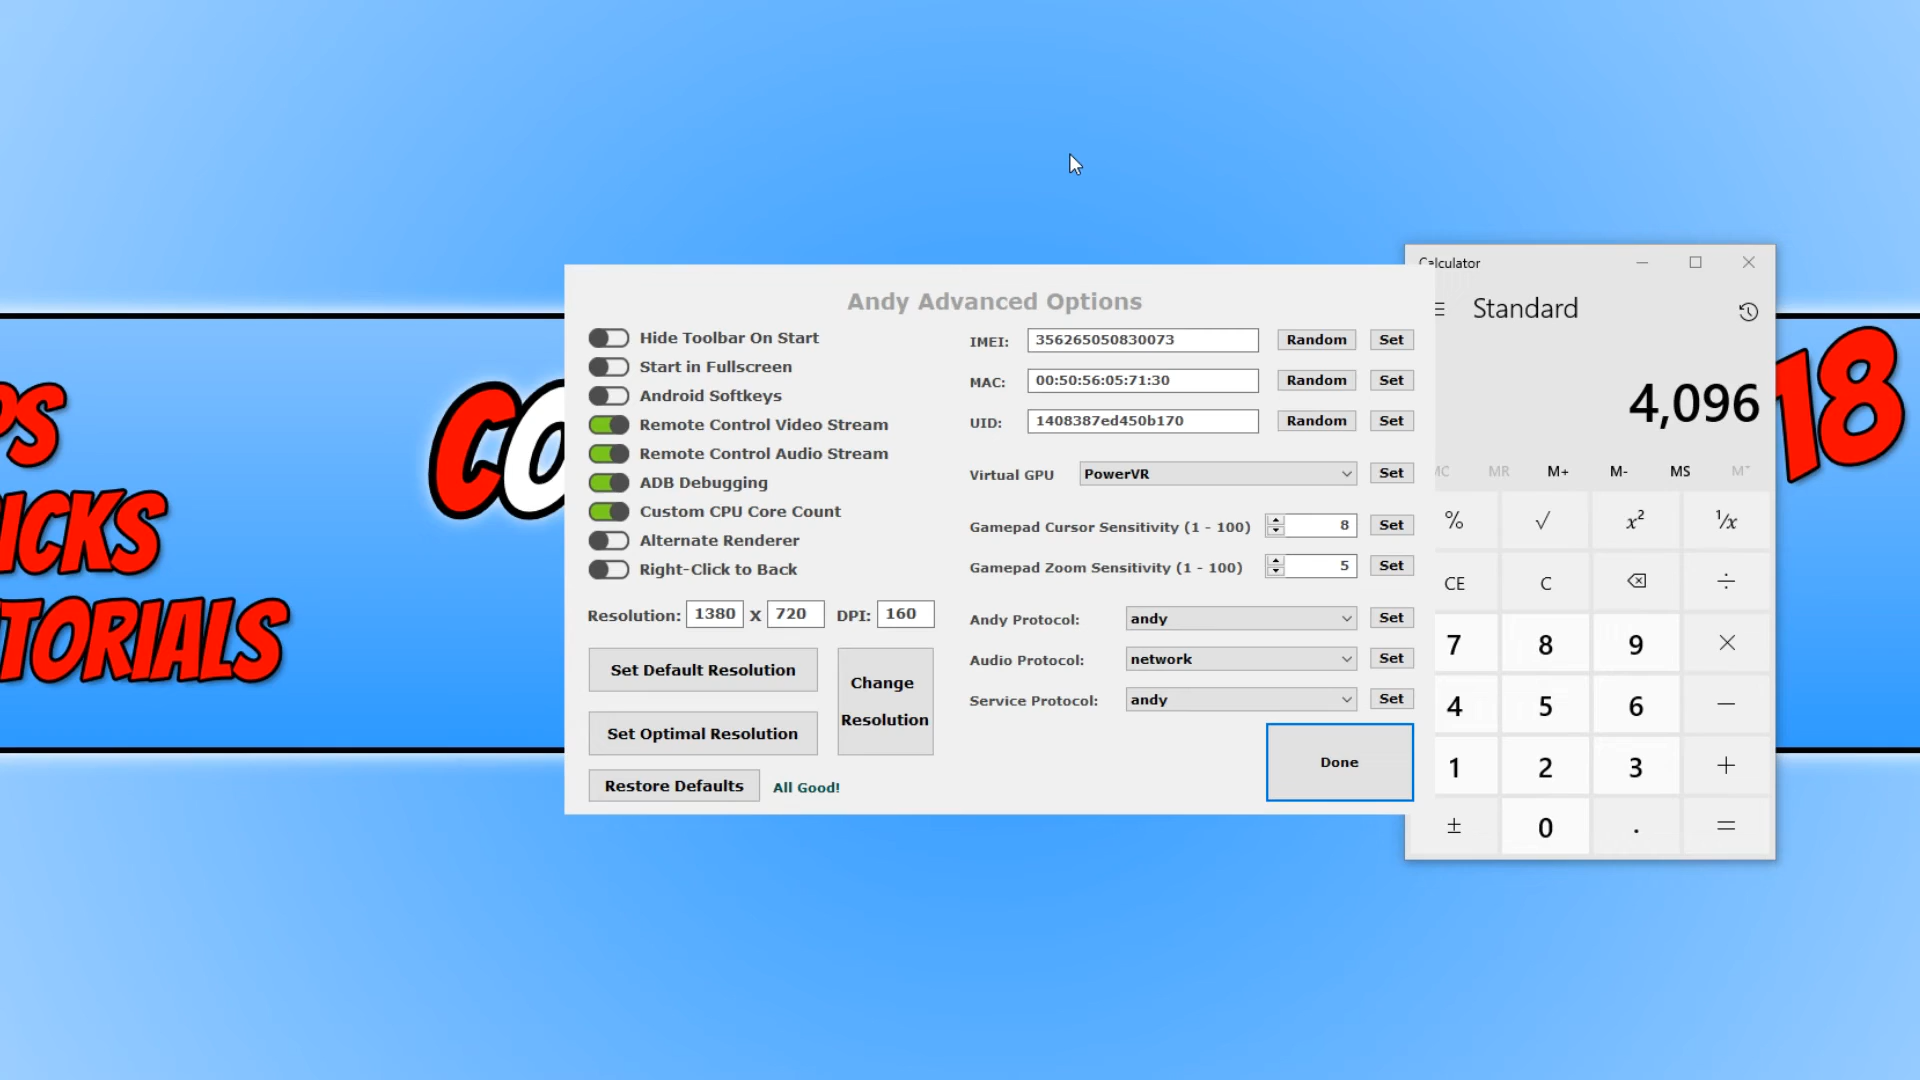 PS
ICKS
TORIALS
CO
18
Andy Advanced Options
Hide Toolbar On Start
Start in Fullscreen
Android Softkeys
Remote Control Video Stream
Remote Control Audio Stream
ADB Debugging
Custom CPU Core Count
Alternate Renderer
Right-Click to Back
Resolution: 1380 X 720 DPI: 160
Set Default Resolution
Set Optimal Resolution
Change
Resolution
Restore Defaults
All Good!
IMEI: 356265050830073 Random Set
MAC: 00:50:56:05:71:30 Random Set
UID: 1408387ed450b170 Random Set
Virtual GPU PowerVR Set
Gamepad Cursor Sensitivity (1 - 100) 8 Set
Gamepad Zoom Sensitivity (1 - 100) 5 Set
Andy Protocol: andy Set
Audio Protocol: network Set
Service Protocol: andy Set
Done
Calculator
Standard
4,096
MC MR M+ M- MS M˅
% √ x² ¹/x
CE C ÷
7 8 9 ×
4 5 6 −
1 2 3 +
± 0 . =